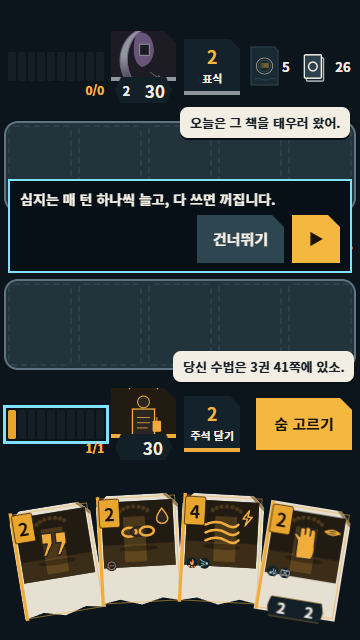 2
표식
5
26
0/0
2 30
오늘은 그 책을 태우러 왔어.
심지는 매 턴 하나씩 늘고, 다 쓰면 꺼집니다.
건너뛰기
당신 수법은 3권 41쪽에 있소.
2
주석 달기
숨 고르기
1/1
30
2
2
4
2
2 2